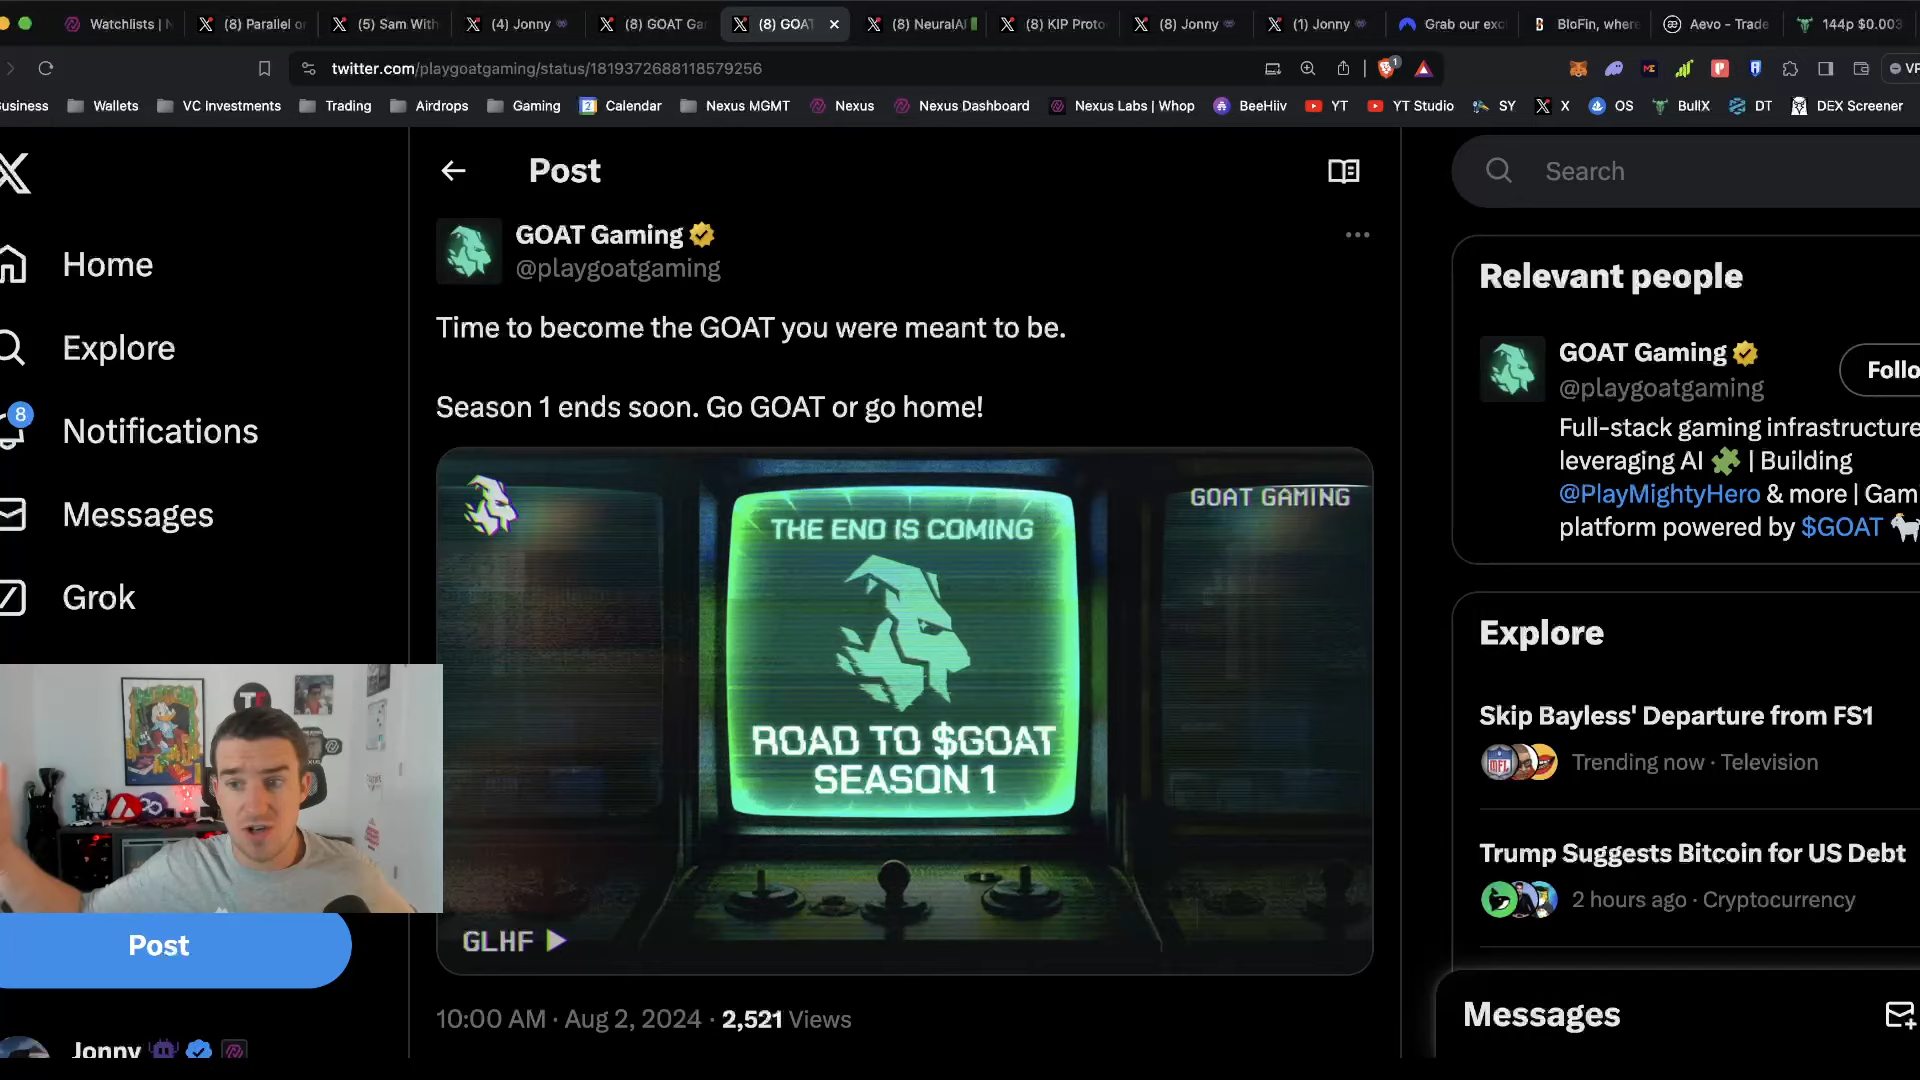 Watchlists | N
(8) Parallel on
(5) Sam With
(4) Jonny
(8) GOAT Ga
(8) GOAT
(8) NeuralAI
(8) KIP Proto
(8) Jonny
(1) Jonny
Grab our exc
BloFin, where
Aevo - Trade
144p $0.003
twitter.com/playgoatgaming/status/1819372688118579256
1
VP
Business
Wallets
VC Investments
Trading
Airdrops
Gaming
Calendar
Nexus MGMT
Nexus
Nexus Dashboard
Nexus Labs | Whop
BeeHiiv
YT
YT Studio
SY
X
OS
BullX
DT
DEX Screener
Home
Explore
8
Notifications
Messages
Grok
Post
Jonny
Post
GOAT Gaming
@playgoatgaming
Time to become the GOAT you were meant to be.
Season 1 ends soon. Go GOAT or go home!
GOAT GAMING
THE END IS COMING
ROAD TO $GOAT
SEASON 1
GLHF
10:00 AM · Aug 2, 2024 · 2,521 Views
Search
Relevant people
GOAT Gaming
Follo
@playgoatgaming
Full-stack gaming infrastructure
leveraging AI 🧩 | Building
@PlayMightyHero & more | Gam
platform powered by $GOAT 🐐
Explore
Skip Bayless' Departure from FS1
Trending now · Television
Trump Suggests Bitcoin for US Debt
2 hours ago · Cryptocurrency
Messages